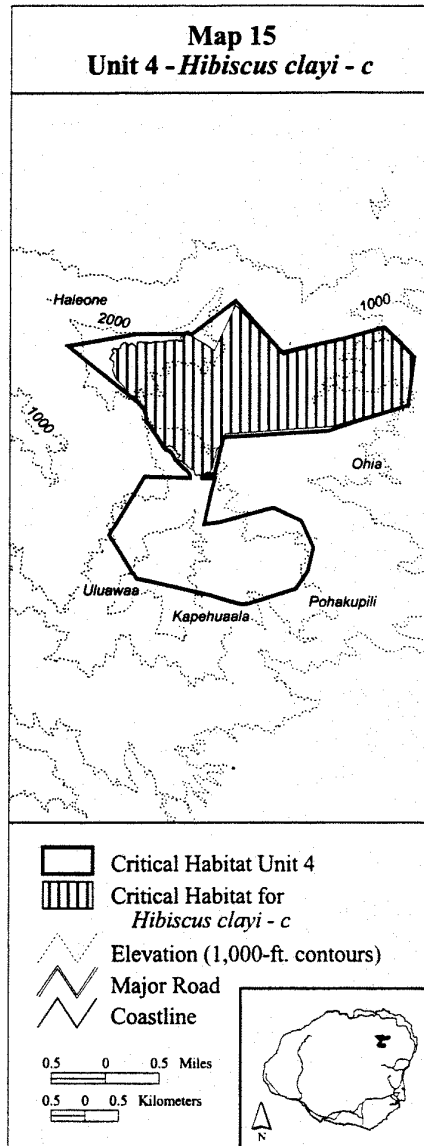 Map 15
Unit 4 - Hibiscus clayi - c
Haleone
2000
1000
1000
Ohia
Uluawaa
Kapehuaala
Pohakupili
Critical Habitat Unit 4
Critical Habitat for
Hibiscus clayi - c
Elevation (1,000-ft. contours)
Major Road
Coastline
0.5 0 0.5 Miles
0.5 0 0.5 Kilometers
N